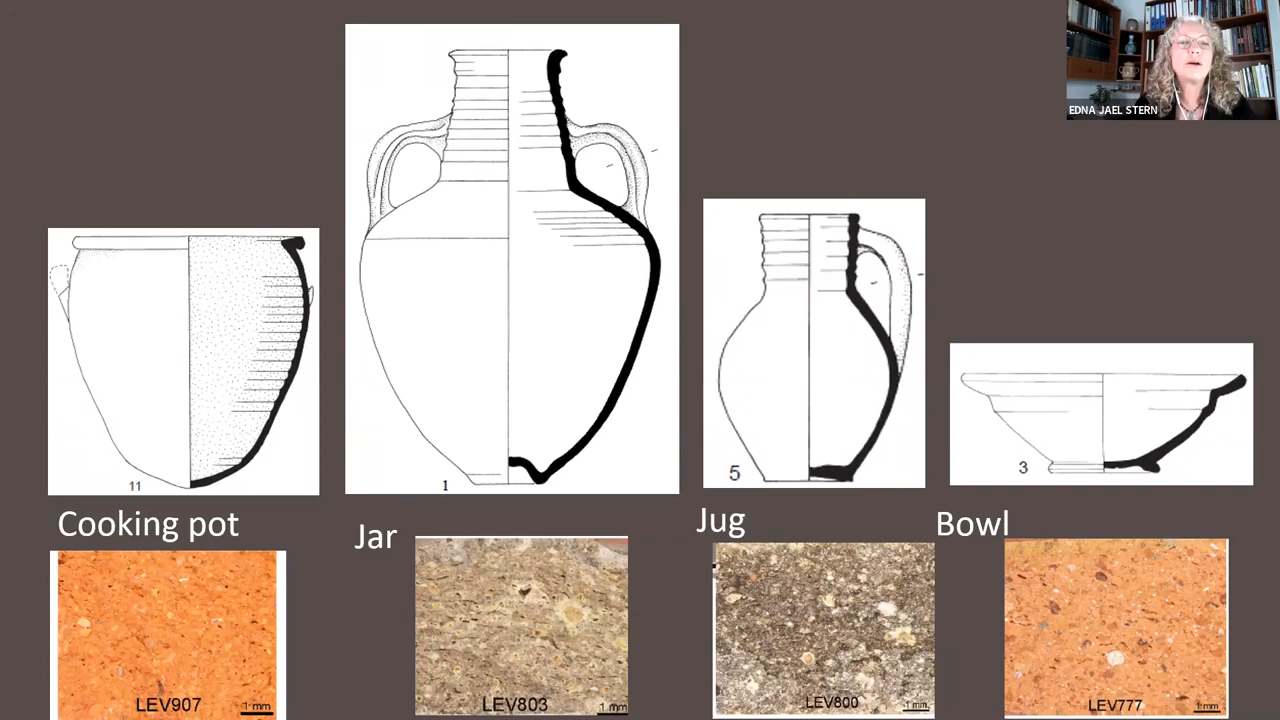 EDNA JAEL STERN
11
1
5
3
Cooking pot
Jar
Jug
Bowl
LEV907
1 mm
LEV803
1 mm
LEV800
1 mm
LEV777
1 mm